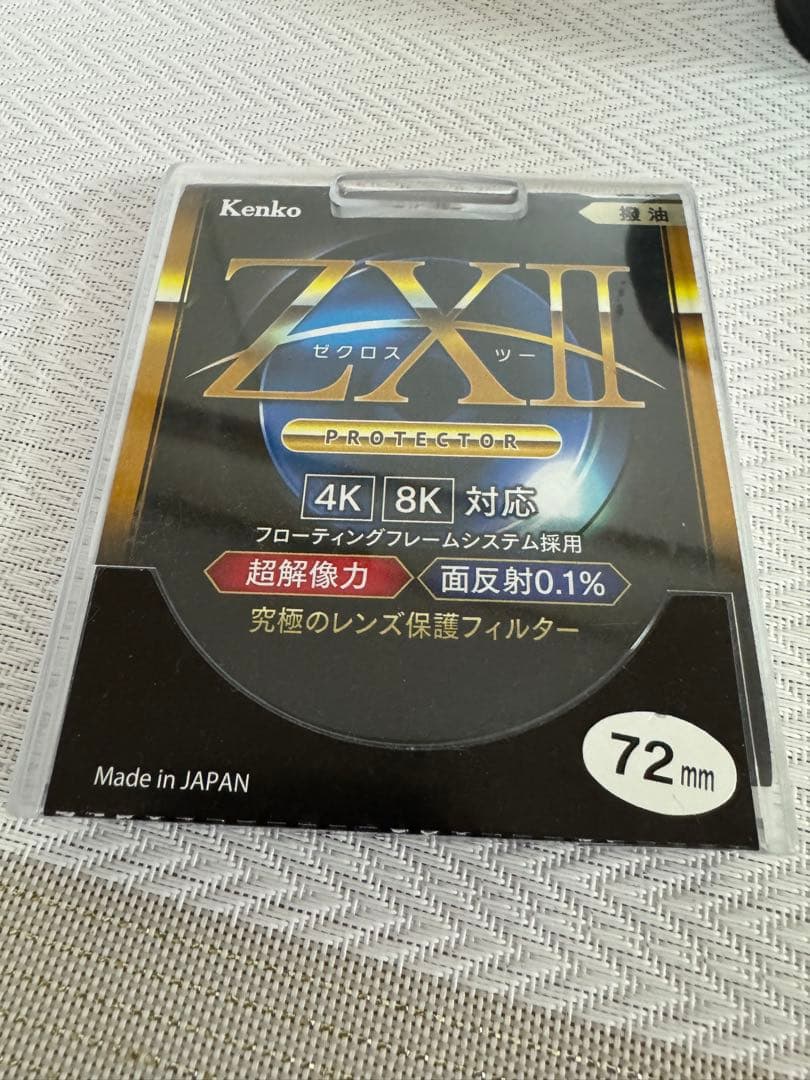 Kenko
撥油
ZXII
ゼクロス ツー
PROTECTOR
4K 8K 対応
フローティングフレームシステム採用
超解像力 面反射0.1%
究極のレンズ保護フィルター
72mm
Made in JAPAN